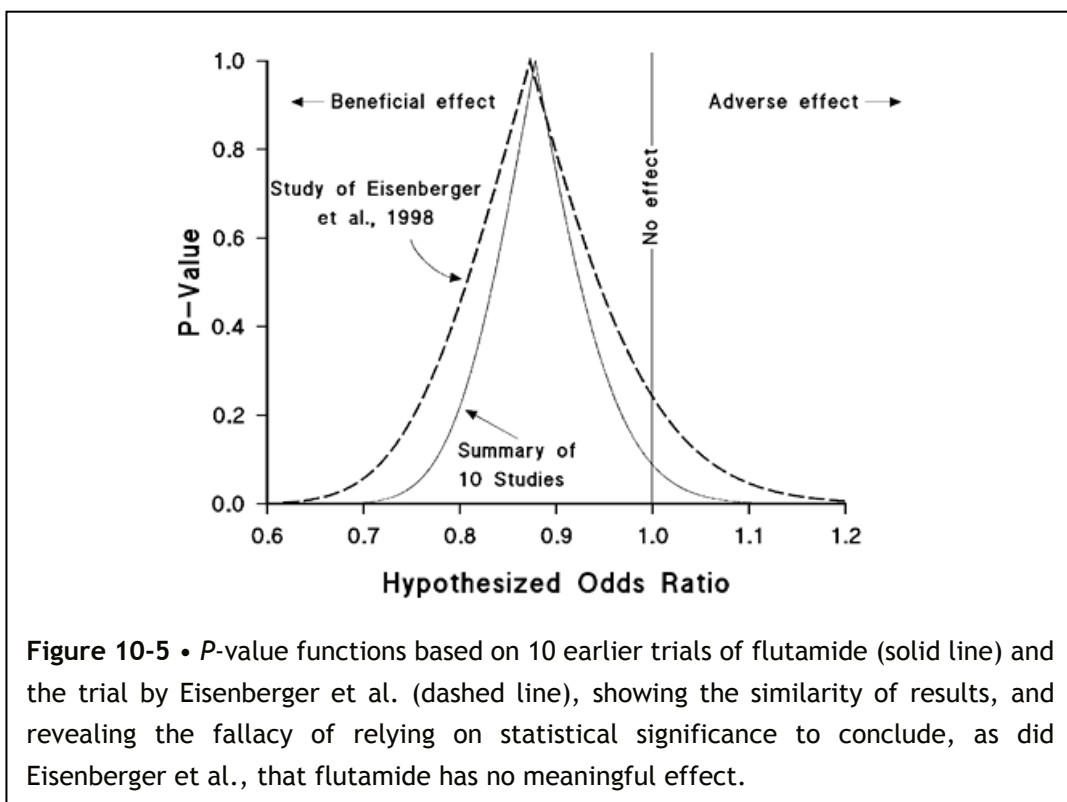 1.0
← Beneficial effect
Adverse effect →
0.8
Study of Eisenberger
et al., 1998
No effect
0.6
P-Value
0.4
0.2
Summary of
10 Studies
0.0
0.6 0.7 0.8 0.9 1.0 1.1 1.2
Hypothesized Odds Ratio
Figure 10-5 • P-value functions based on 10 earlier trials of flutamide (solid line) and
the trial by Eisenberger et al. (dashed line), showing the similarity of results, and
revealing the fallacy of relying on statistical significance to conclude, as did
Eisenberger et al., that flutamide has no meaningful effect.